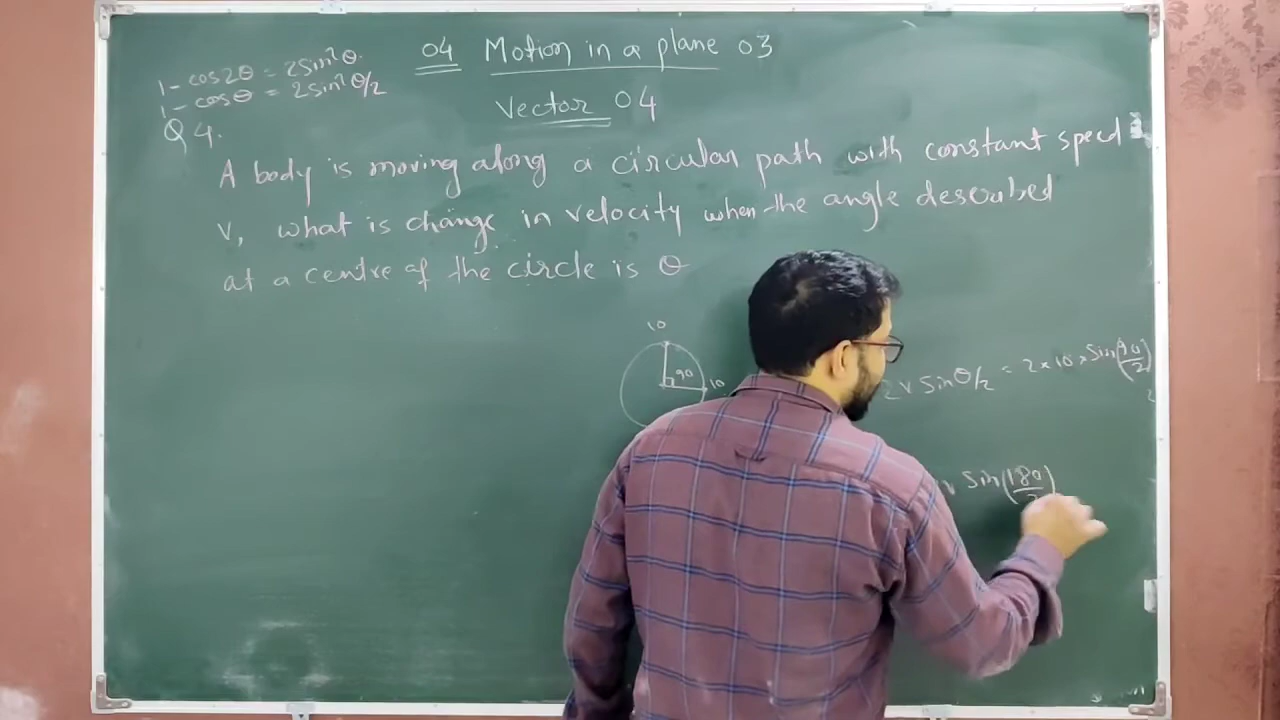 04 Motion in a plane 03
1 - cos2θ = 2sin²θ.
1 - cosθ = 2sin²θ/2
Vector 04
Q 4.
A body is moving along a circular path with constant speed
v, what is change in velocity when the angle described
at a centre of the circle is θ
10
90
10
2v sinθ/2 = 2×10×sin(90/2)
v sin(180/2)